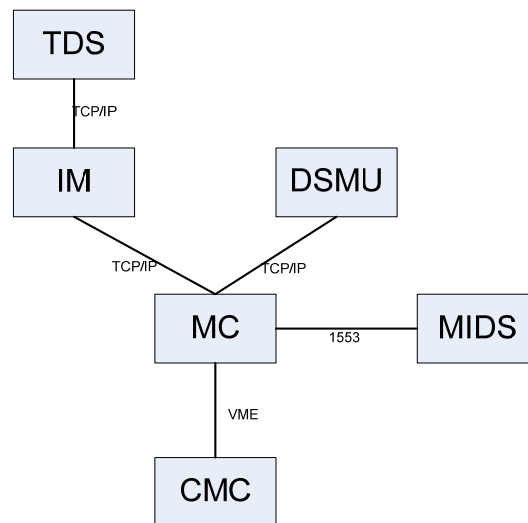 TDS
TCP/IP
IM
DSMU
TCP/IP
TCP/IP
MC
MIDS
1553
VME
CMC